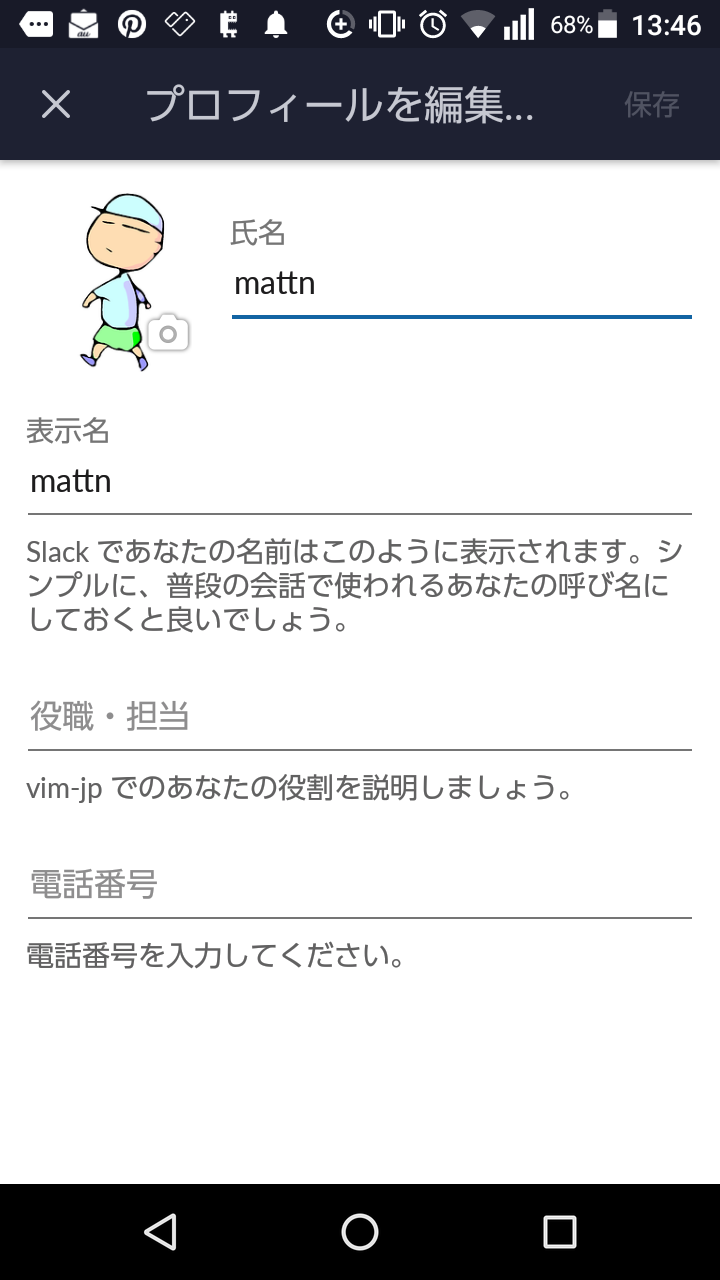 68% 13:46
プロフィールを編集... 保存
氏名
mattn
表示名
mattn
Slack であなたの名前はこのように表示されます。シ
ンプルに、普段の会話で使われるあなたの呼び名に
しておくと良いでしょう。
役職・担当
vim-jp でのあなたの役割を説明しましょう。
電話番号
電話番号を入力してください。